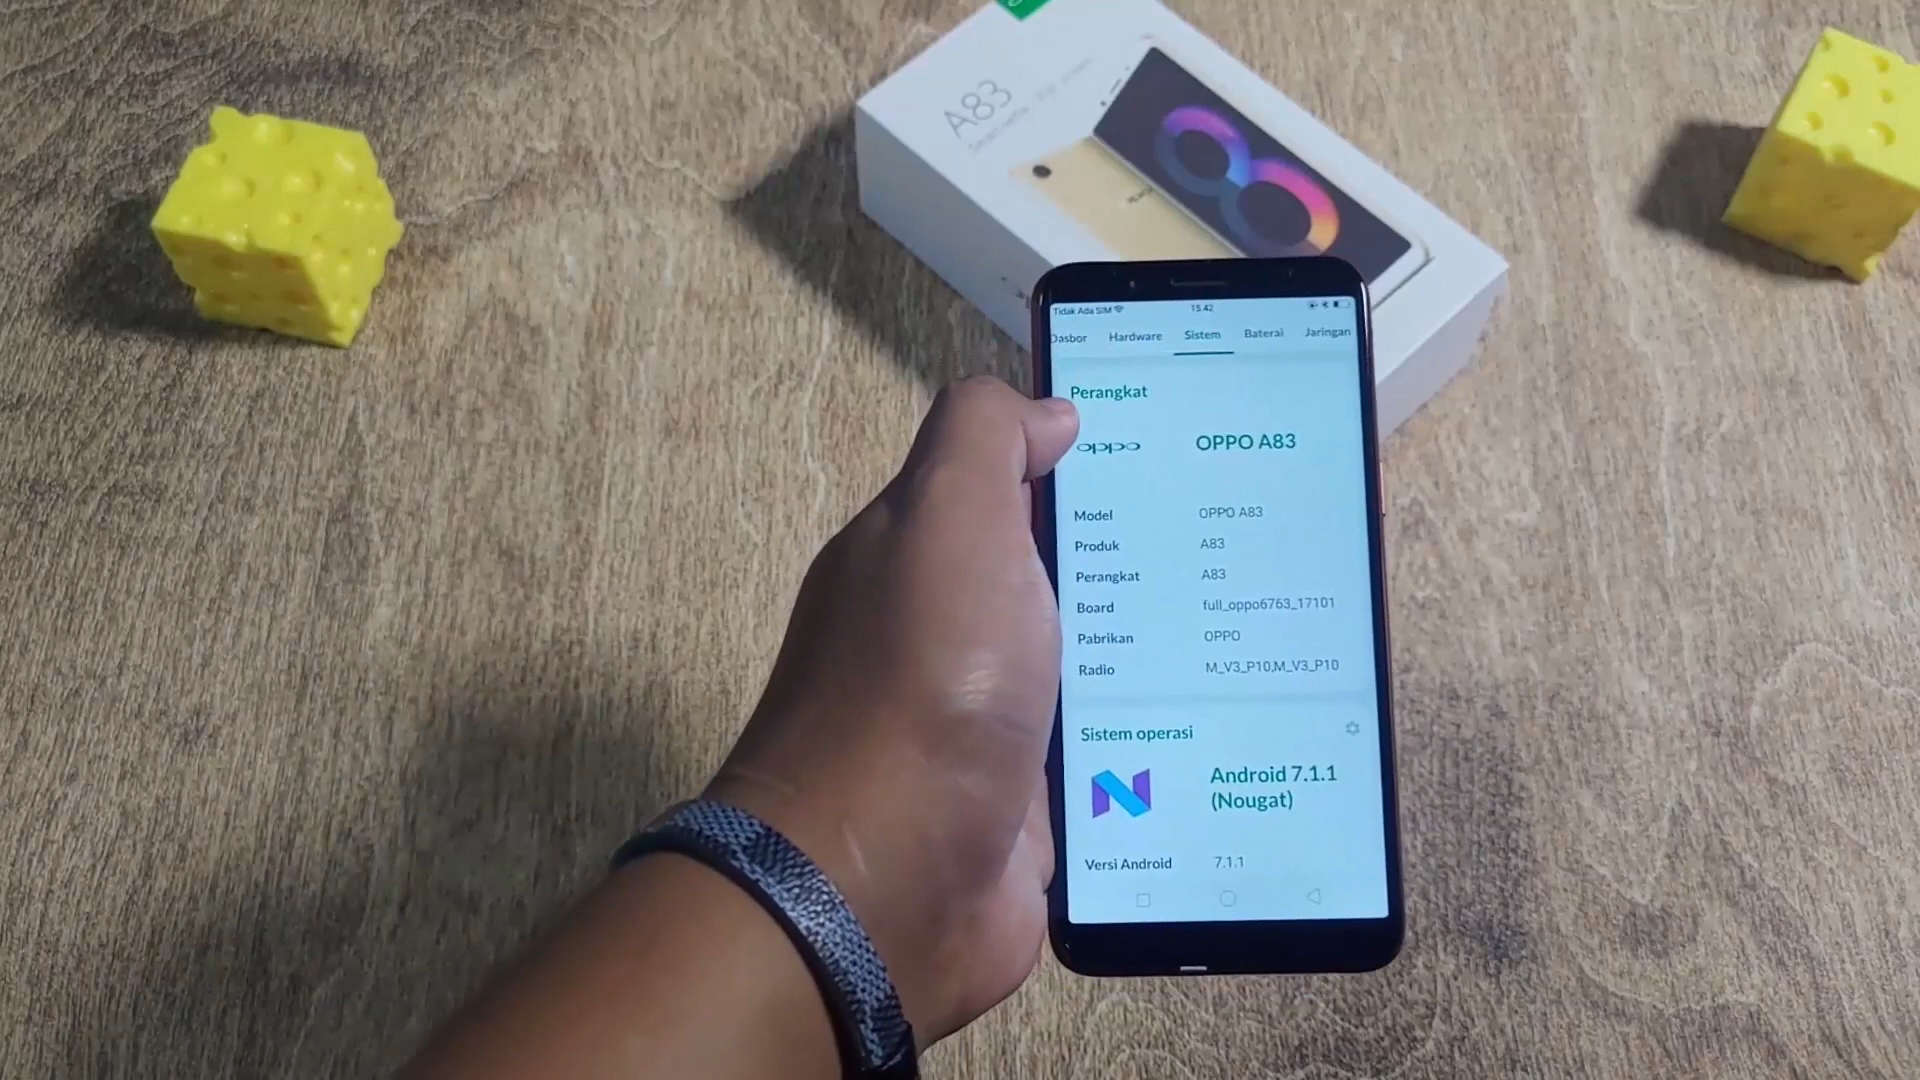 A83
Tidak Ada SIM
15.42
Dasbor Hardware Sistem Baterai Jaringan
Perangkat
oppo OPPO A83
Model OPPO A83
Produk A83
Perangkat A83
Board full_oppo6763_17101
Pabrikan OPPO
Radio M_V3_P10,M_V3_P10
Sistem operasi
Android 7.1.1
(Nougat)
Versi Android 7.1.1